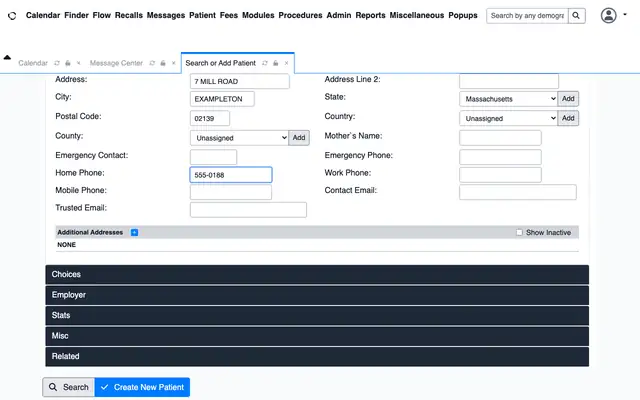 Calendar Finder Flow Recalls Messages Patient Fees Modules Procedures Admin Reports Miscellaneous Popups Search by any demogra
Calendar Message Center Search or Add Patient
Address: 7 MILL ROAD Address Line 2:
City: EXAMPLETON State: Massachusetts Add
Postal Code: 02139 Country: Unassigned Add
County: Unassigned Add Mother`s Name:
Emergency Contact: Emergency Phone:
Home Phone: 555-0188 Work Phone:
Mobile Phone: Contact Email:
Trusted Email:
Additional Addresses Show Inactive
NONE
Choices
Employer
Stats
Misc
Related
Search Create New Patient